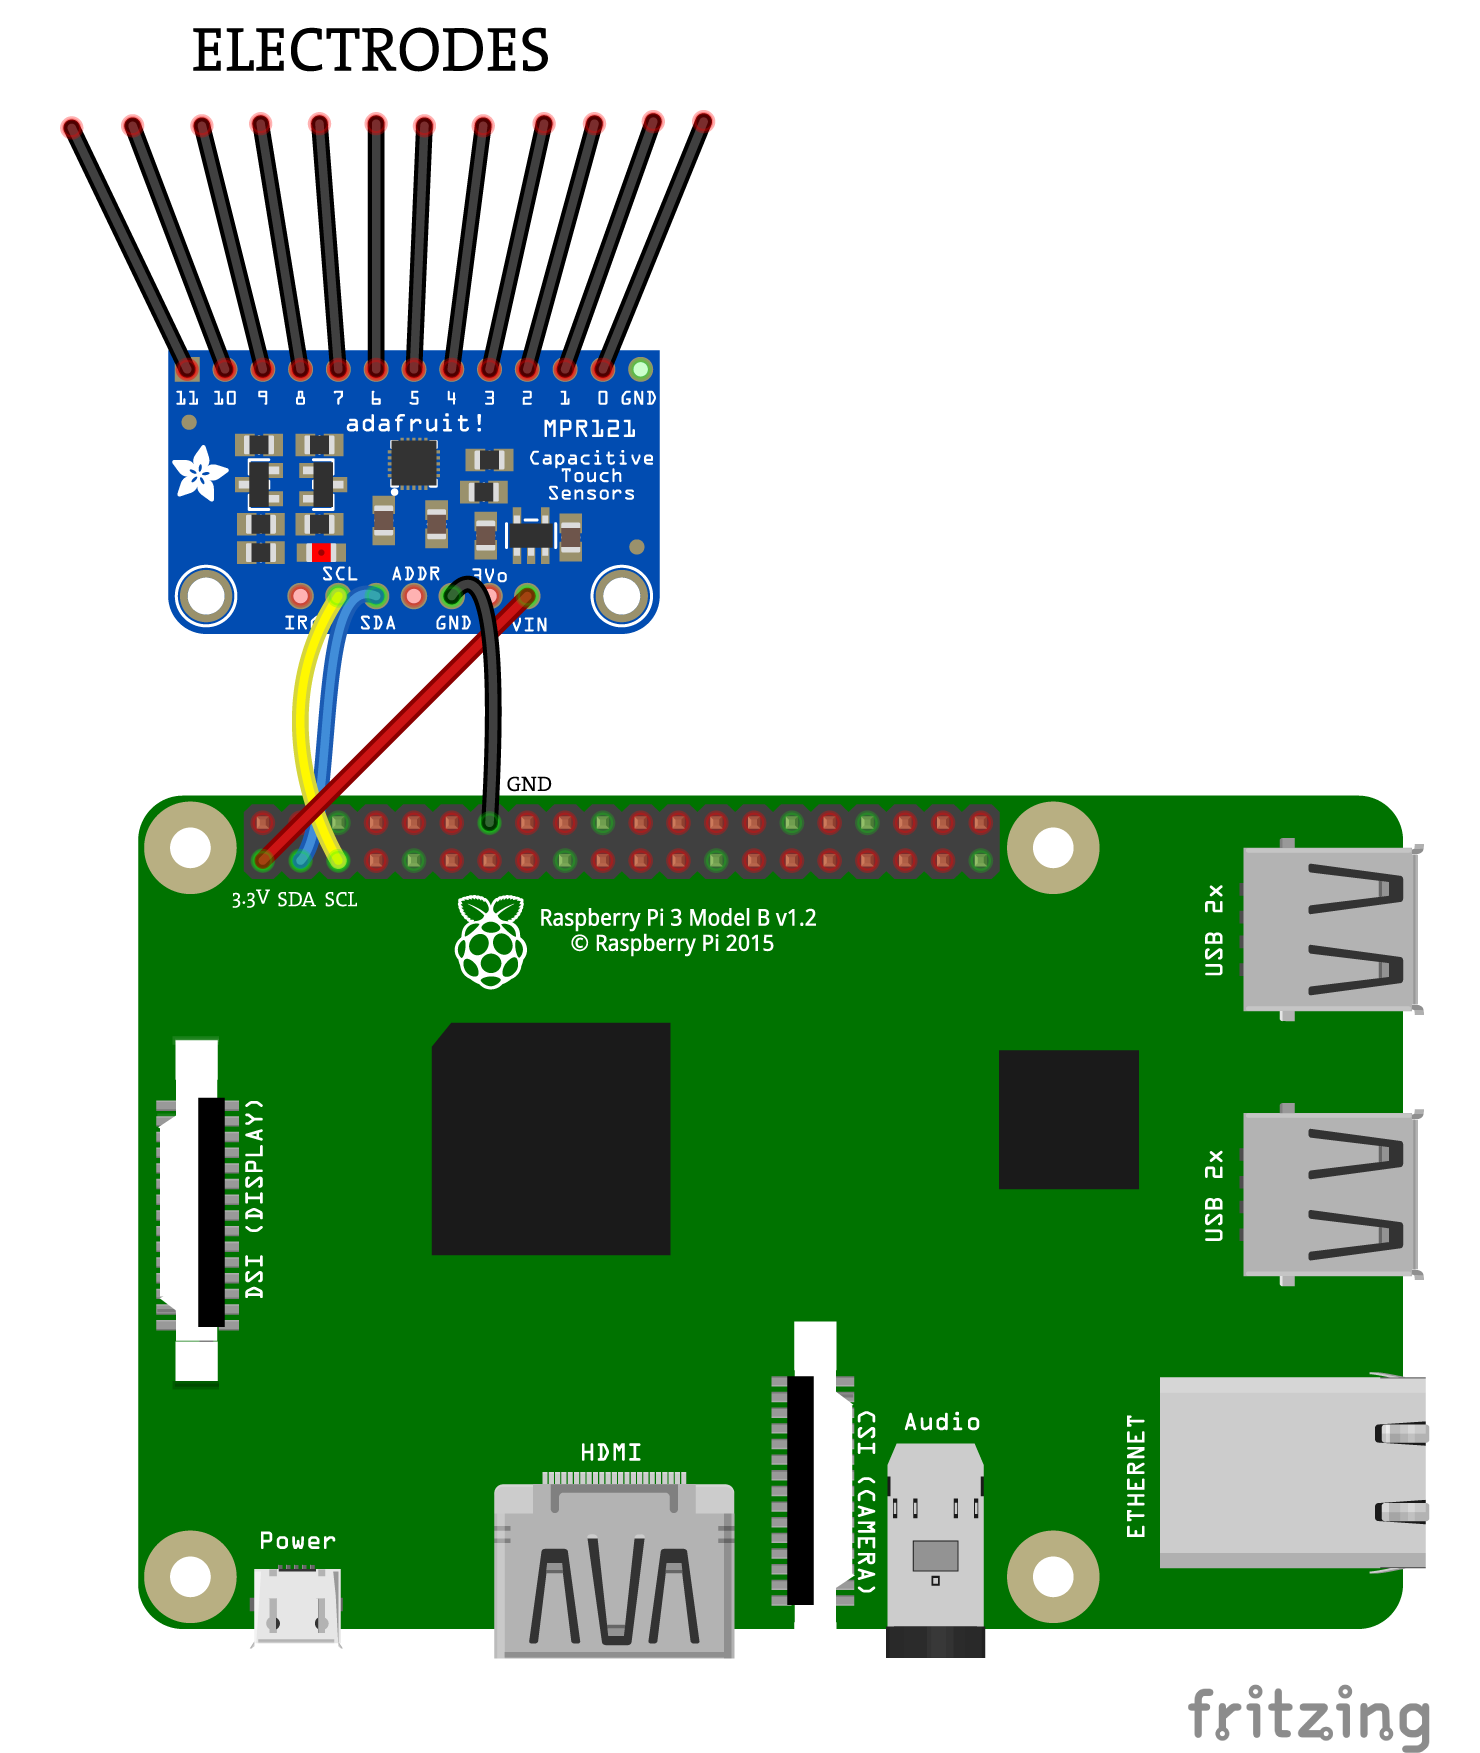 ELECTRODES
11 10 9 8 7 6 5 4 3 2 1 0 GND
adafruit!
MPR121
Capacitive
Touch
Sensors
SCL ADDR 3Vo
SDA GND VIN
GND
3.3V SDA SCL
Raspberry Pi 3 Model B v1.2
© Raspberry Pi 2015
USB 2x
DSI (DISPLAY)
USB 2x
Audio
CSI (CAMERA)
ETHERNET
HDMI
Power
fritzing